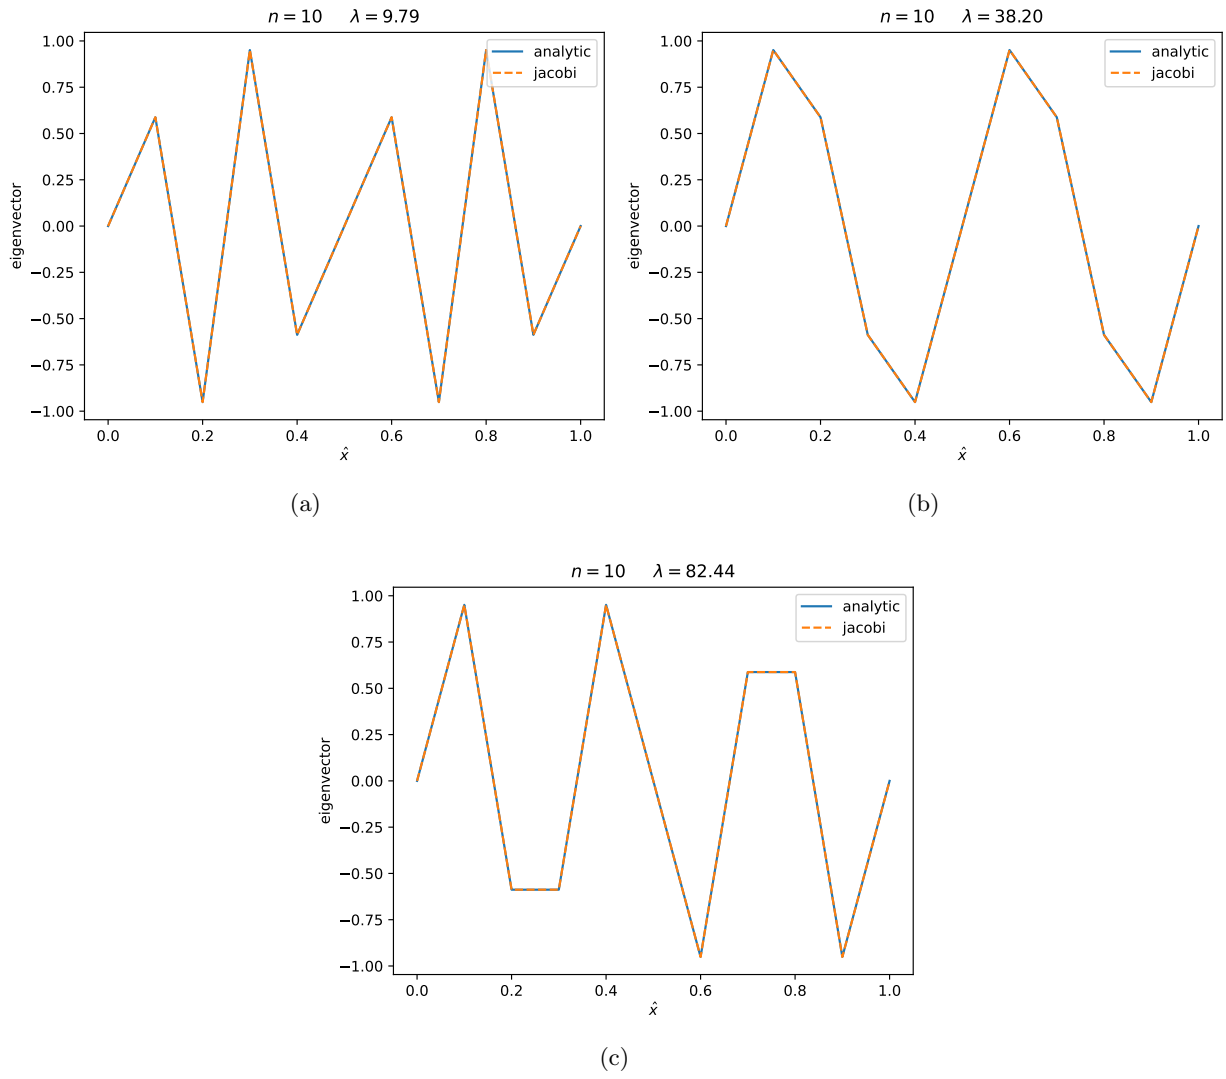 n = 10 λ = 9.79
analytic
jacobi
eigenvector
1.00
0.75
0.50
0.25
0.00
−0.25
−0.50
−0.75
−1.00
0.0 0.2 0.4 0.6 0.8 1.0
x̂
(a)
n = 10 λ = 38.20
analytic
jacobi
eigenvector
1.00
0.75
0.50
0.25
0.00
−0.25
−0.50
−0.75
−1.00
0.0 0.2 0.4 0.6 0.8 1.0
x̂
(b)
n = 10 λ = 82.44
analytic
jacobi
eigenvector
1.00
0.75
0.50
0.25
0.00
−0.25
−0.50
−0.75
−1.00
0.0 0.2 0.4 0.6 0.8 1.0
x̂
(c)